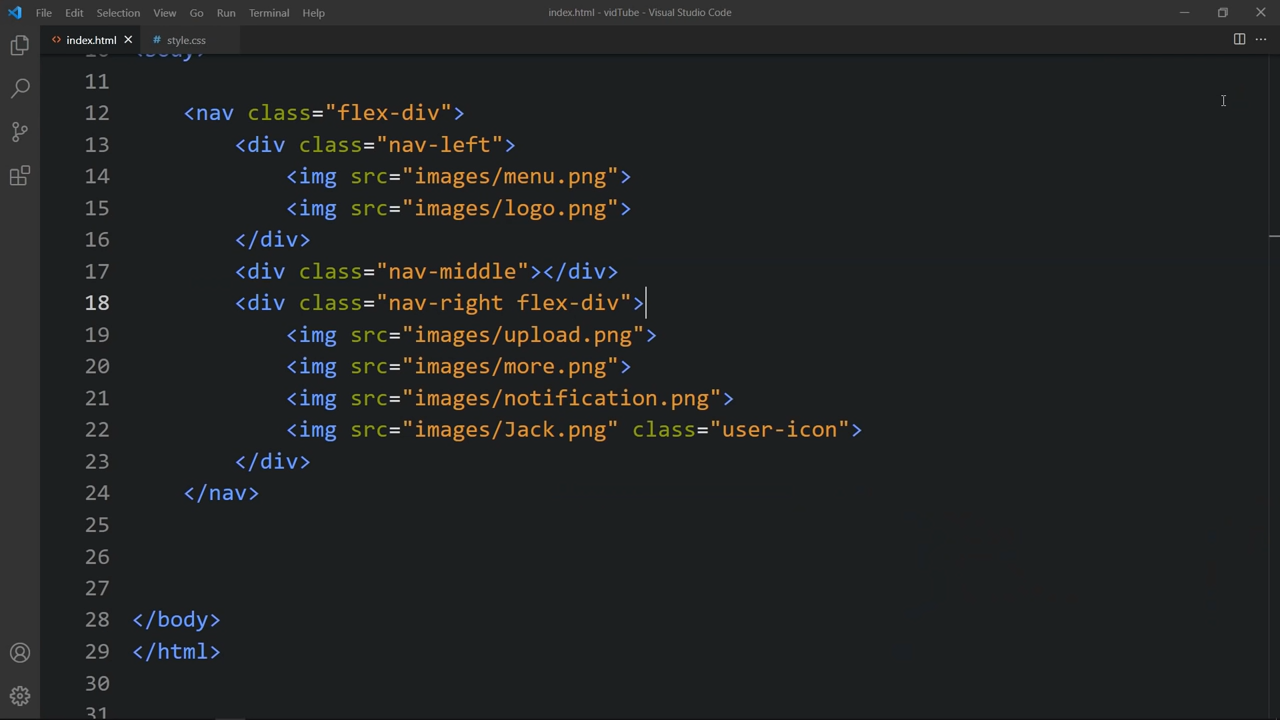 File Edit Selection View Go Run Terminal Help index.html - vidTube - Visual Studio Code
<> index.html # style.css
10 <body>
11
12 <nav class="flex-div">
13 <div class="nav-left">
14 <img src="images/menu.png">
15 <img src="images/logo.png">
16 </div>
17 <div class="nav-middle"></div>
18 <div class="nav-right flex-div">
19 <img src="images/upload.png">
20 <img src="images/more.png">
21 <img src="images/notification.png">
22 <img src="images/Jack.png" class="user-icon">
23 </div>
24 </nav>
25
26
27
28 </body>
29 </html>
30
31